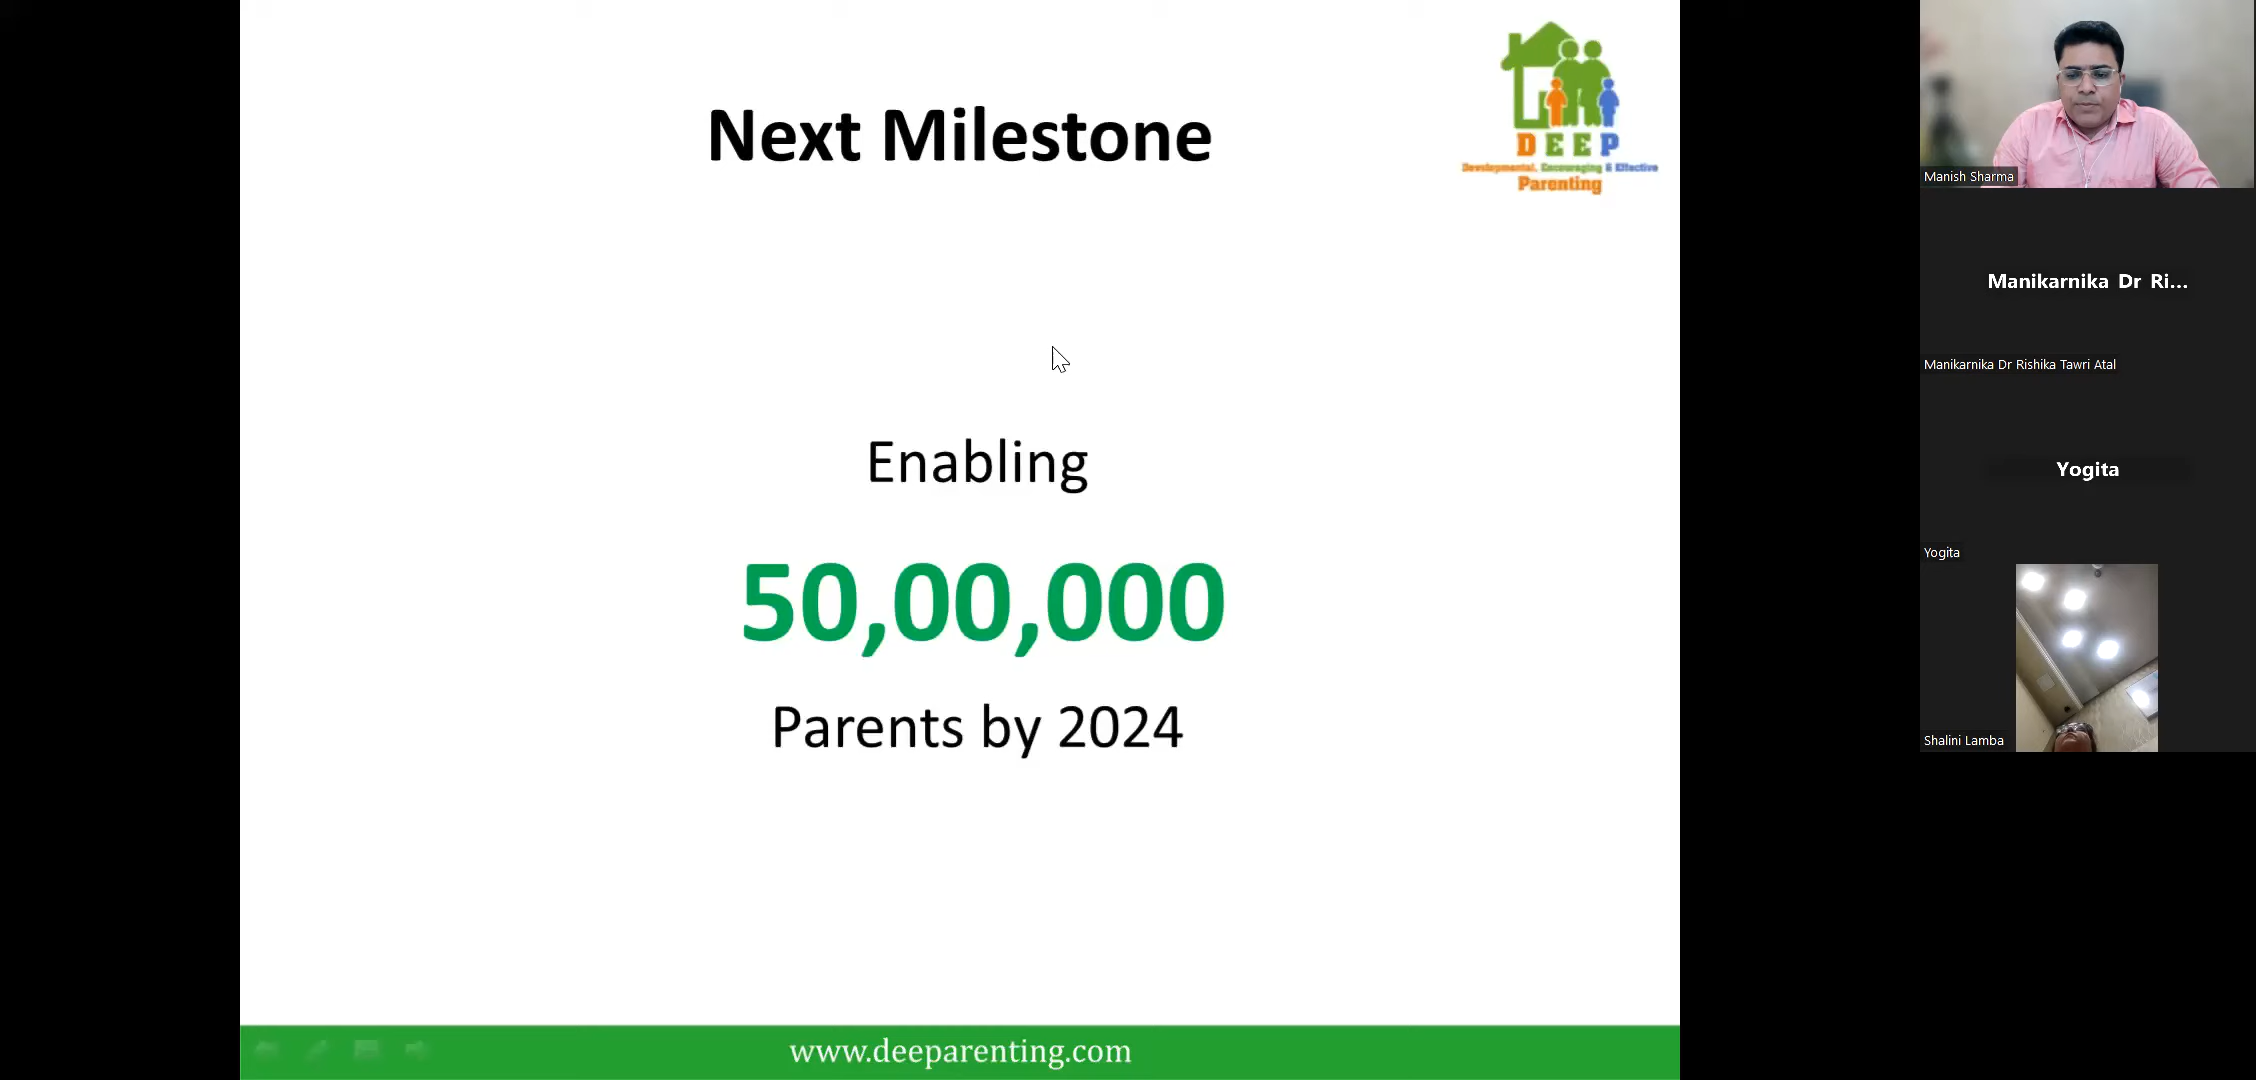 Next Milestone
DEEP
Developmental, Encouraging & Effective
Parenting
Enabling
50,00,000
Parents by 2024
www.deeparenting.com
Manish Sharma
Manikarnika Dr Ri...
Manikarnika Dr Rishika Tawri Atal
Yogita
Yogita
Shalini Lamba